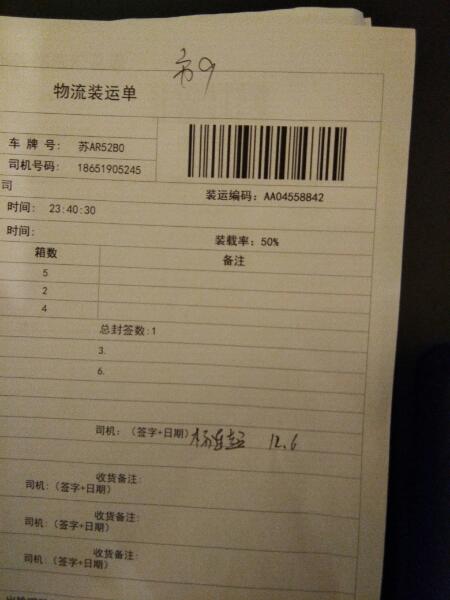 市9
物流装运单
车牌号: 苏AR52B0
司机号码: 18651905245
司
装运编码: AA04558842
时间: 23:40:30
时间:
装载率: 50%
箱数 备注
5
2
4
总封签数:1
3.
6.
司机: (签字+日期) 12.6
收货备注:
司机: (签字+日期)
收货备注:
司机: (签字+日期)
收货备注:
司机: (签字+日期)